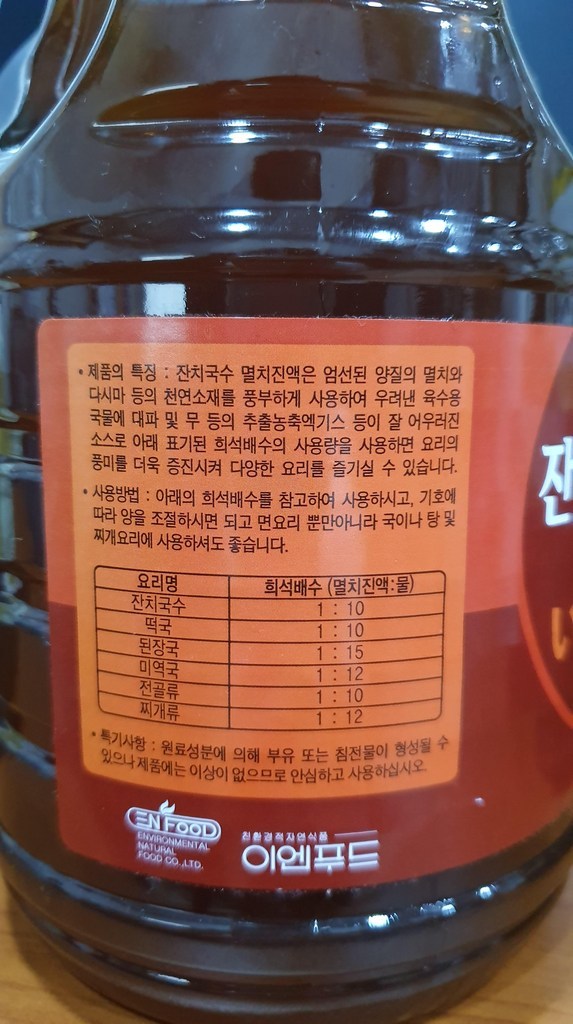 • 제품의 특징 : 잔치국수 멸치진액은 엄선된 양질의 멸치와
다시마 등의 천연소재를 풍부하게 사용하여 우려낸 육수용
국물에 대파 및 무 등의 추출농축엑기스 등이 잘 어우러진
소스로 아래 표기된 희석배수의 사용량을 사용하면 요리의
풍미를 더욱 증진시켜 다양한 요리를 즐기실 수 있습니다.
• 사용방법 : 아래의 희석배수를 참고하여 사용하시고, 기호에
따라 양을 조절하시면 되고 면요리 뿐만아니라 국이나 탕 및
찌개요리에 사용하셔도 좋습니다.
요리명 희석배수 (멸치진액:물)
잔치국수 1 : 10
떡국 1 : 10
된장국 1 : 15
미역국 1 : 12
전골류 1 : 10
찌개류 1 : 12
• 특기사항 : 원료성분에 의해 부유 또는 침전물이 형성될 수
있으나 제품에는 이상이 없으므로 안심하고 사용하십시오.
EN FOOD
ENVIRONMENTAL
NATURAL
FOOD CO.,LTD.
친환경적자연식품
이엔푸드
잔